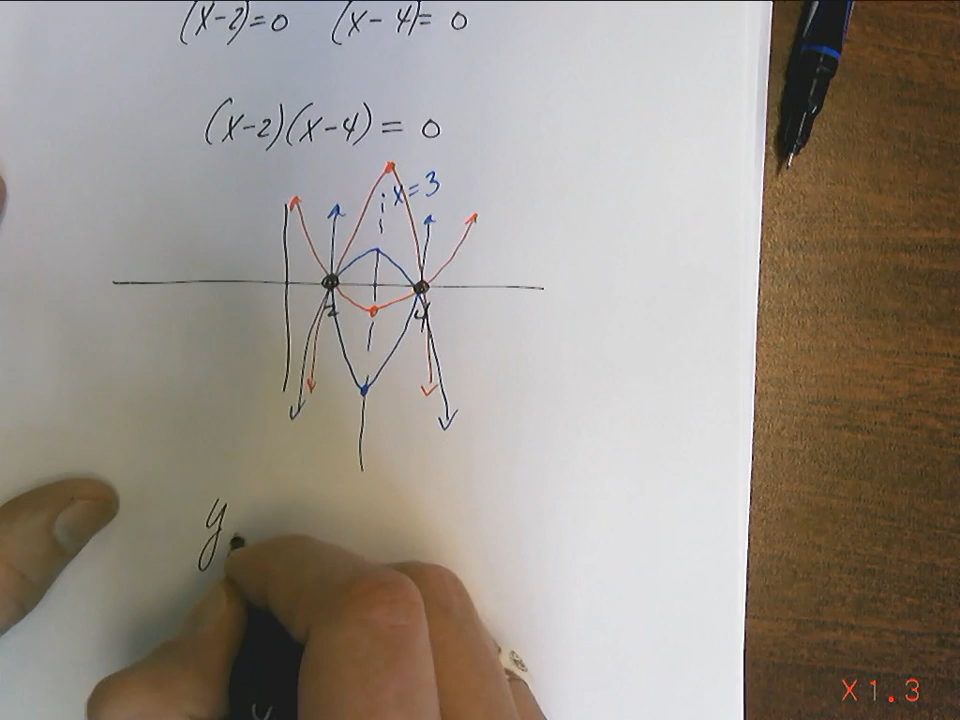 (x-2)=0 (x-4)=0
(x-2)(x-4) = 0
x=3
2 4
y
X1.3